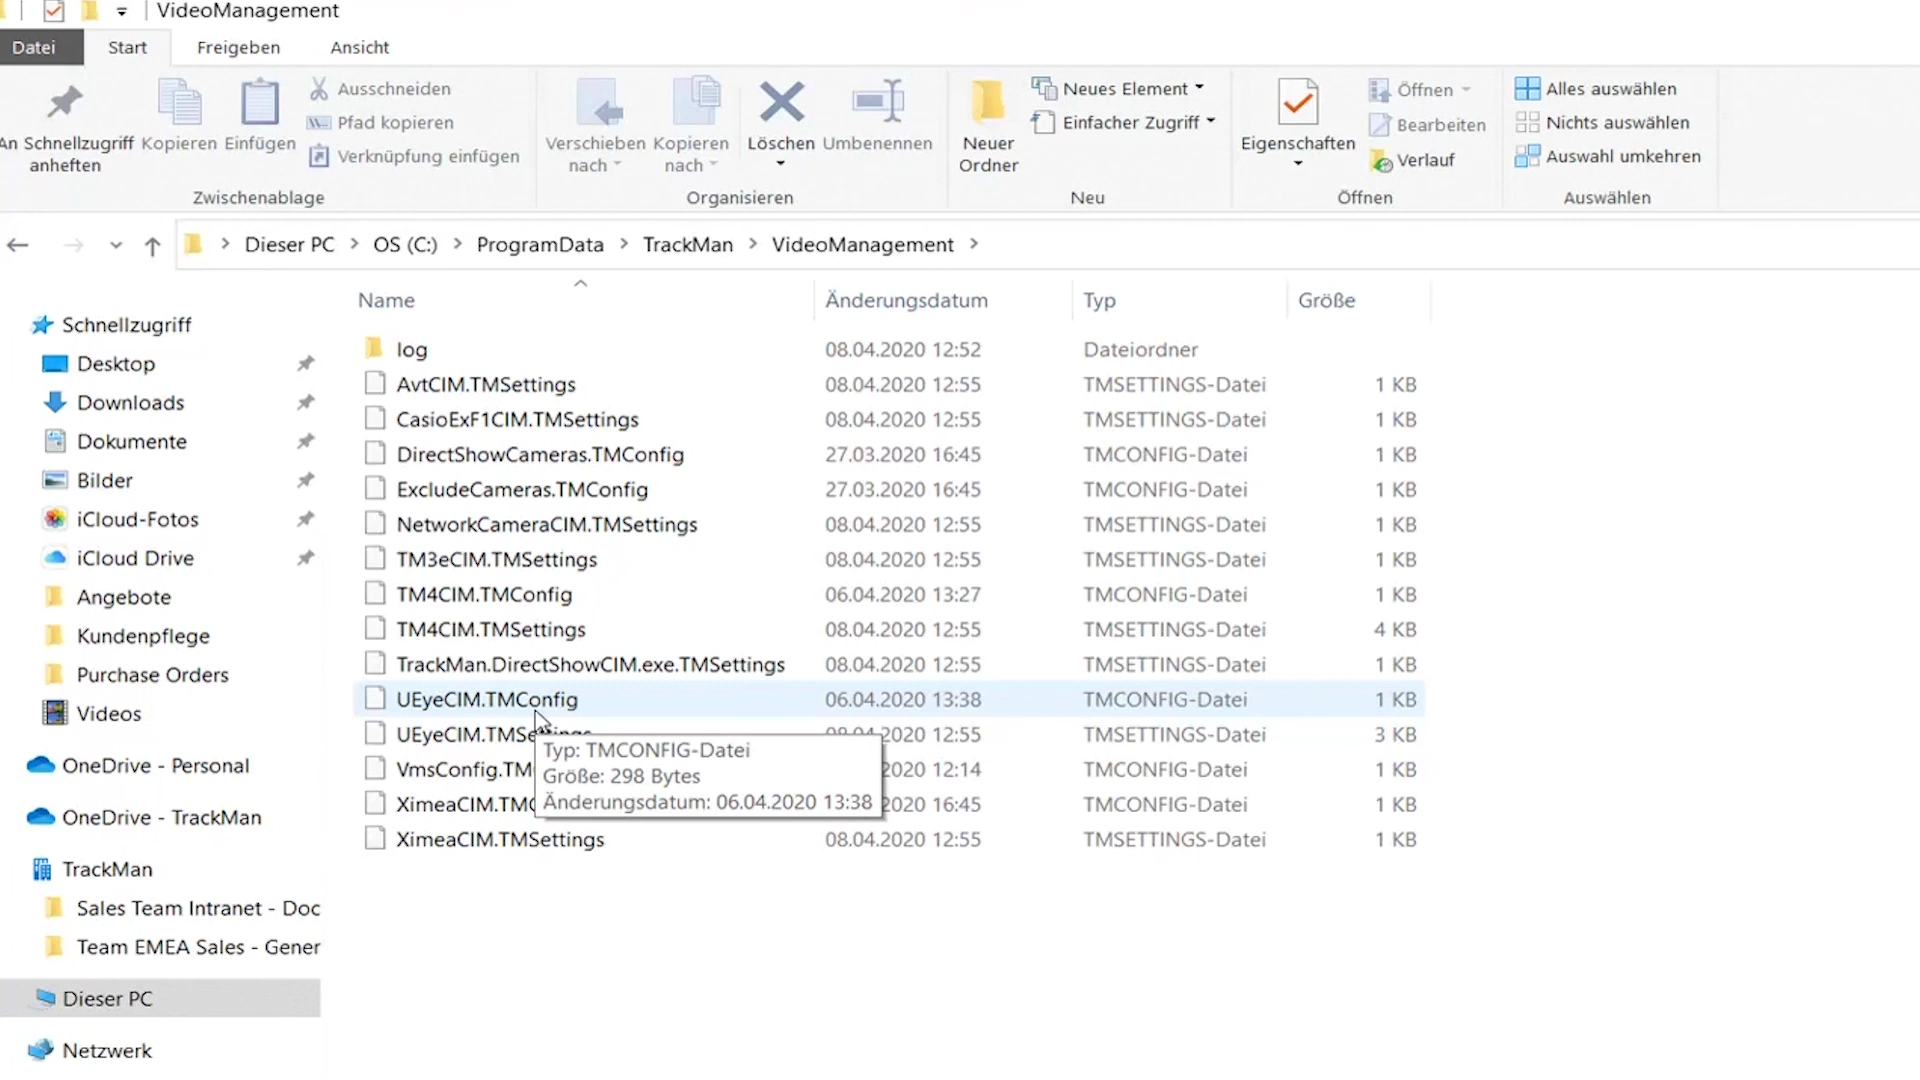 VideoManagement
Datei Start Freigeben Ansicht
An Schnellzugriff anheften
Kopieren
Einfügen
Ausschneiden
Pfad kopieren
Verknüpfung einfügen
Zwischenablage
Verschieben nach
Kopieren nach
Löschen
Umbenennen
Organisieren
Neuer Ordner
Neues Element
Einfacher Zugriff
Neu
Eigenschaften
Öffnen
Bearbeiten
Verlauf
Öffnen
Alles auswählen
Nichts auswählen
Auswahl umkehren
Auswählen
Dieser PC > OS (C:) > ProgramData > TrackMan > VideoManagement >
Schnellzugriff
Desktop
Downloads
Dokumente
Bilder
iCloud-Fotos
iCloud Drive
Angebote
Kundenpflege
Purchase Orders
Videos
OneDrive - Personal
OneDrive - TrackMan
TrackMan
Sales Team Intranet - Doc
Team EMEA Sales - Gener
Dieser PC
Netzwerk
Name Änderungsdatum Typ Größe
log 08.04.2020 12:52 Dateiordner
AvtCIM.TMSettings 08.04.2020 12:55 TMSETTINGS-Datei 1 KB
CasioExF1CIM.TMSettings 08.04.2020 12:55 TMSETTINGS-Datei 1 KB
DirectShowCameras.TMConfig 27.03.2020 16:45 TMCONFIG-Datei 1 KB
ExcludeCameras.TMConfig 27.03.2020 16:45 TMCONFIG-Datei 1 KB
NetworkCameraCIM.TMSettings 08.04.2020 12:55 TMSETTINGS-Datei 1 KB
TM3eCIM.TMSettings 08.04.2020 12:55 TMSETTINGS-Datei 1 KB
TM4CIM.TMConfig 06.04.2020 13:27 TMCONFIG-Datei 1 KB
TM4CIM.TMSettings 08.04.2020 12:55 TMSETTINGS-Datei 4 KB
TrackMan.DirectShowCIM.exe.TMSettings 08.04.2020 12:55 TMSETTINGS-Datei 1 KB
UEyeCIM.TMConfig 06.04.2020 13:38 TMCONFIG-Datei 1 KB
UEyeCIM.TMSettings 08.04.2020 12:55 TMSETTINGS-Datei 3 KB
VmsConfig.TM 2020 12:14 TMCONFIG-Datei 1 KB
XimeaCIM.TM 2020 16:45 TMCONFIG-Datei 1 KB
XimeaCIM.TMSettings 08.04.2020 12:55 TMSETTINGS-Datei 1 KB
Typ: TMCONFIG-Datei
Größe: 298 Bytes
Änderungsdatum: 06.04.2020 13:38